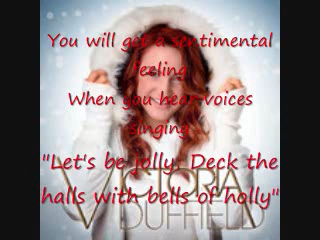 You will get a sentimental
feeling
When you hear voices
singing
"Let's be jolly; Deck the
halls with bells of holly"
VICTORIA
DUFFIELD